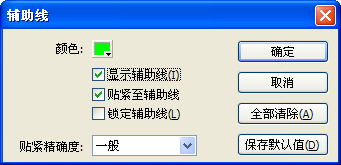 辅助线
颜色:
确定
显示辅助线(I)
取消
贴紧至辅助线
锁定辅助线(L)
全部清除(A)
贴紧精确度:
一般
保存默认值(D)